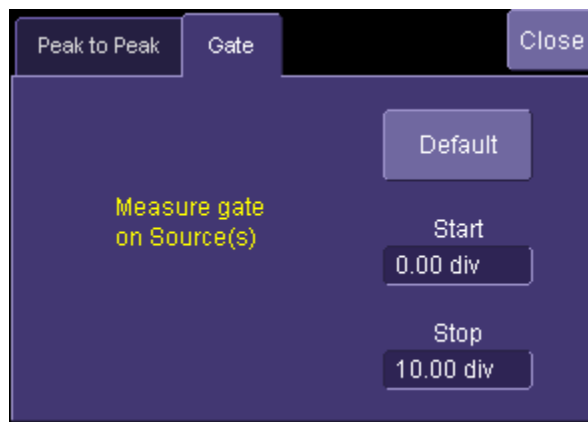 Peak to Peak
Gate
Close
Default
Measure gate
on Source(s)
Start
0.00 div
Stop
10.00 div